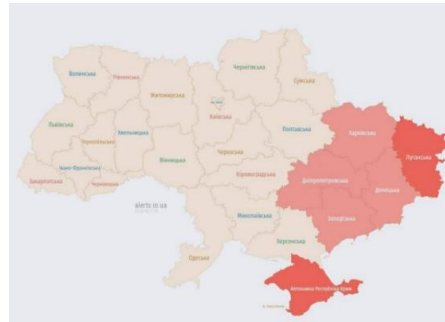 Волинська
Рівненська
Житомирська
Київська
Чернігівська
Сумська
Львівська
Тернопільська
Хмельницька
Вінницька
Черкаська
Полтавська
Харківська
Луганська
Закарпатська
Івано-Франківська
Чернівецька
Кіровоградська
Дніпропетровська
Донецька
alerts.in.ua
Миколаївська
Запорізька
Одеська
Херсонська
Автономна Республіка Крим